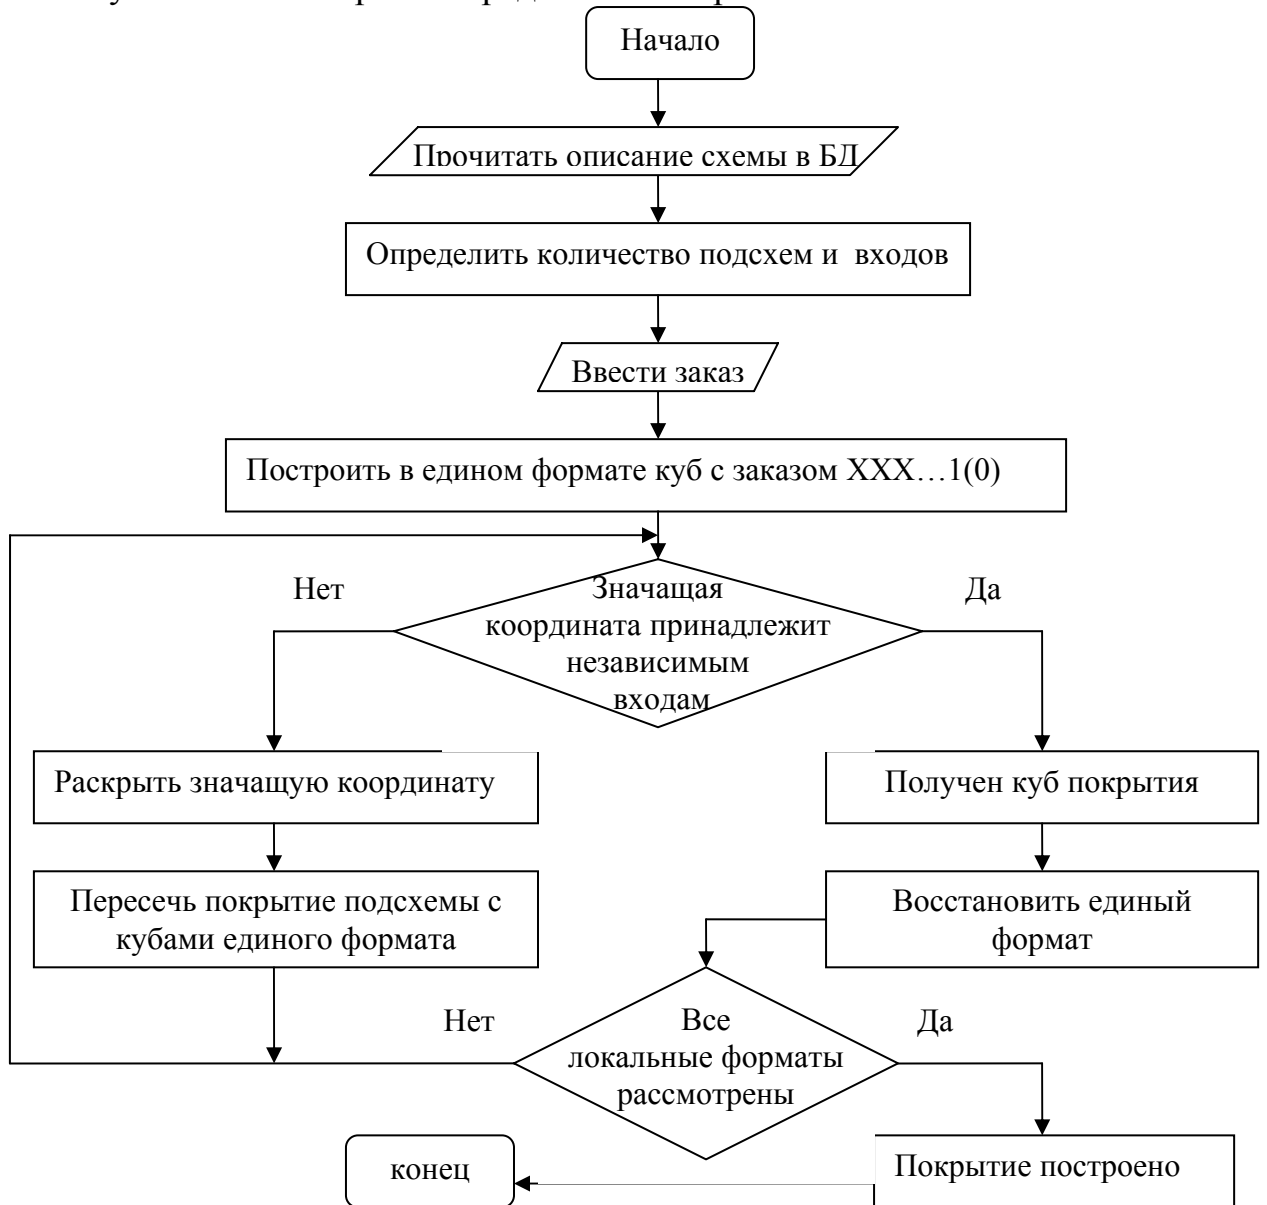 Начало
Прочитать описание схемы в БД
Определить количество подсхем и входов
Ввести заказ
Построить в едином формате куб с заказом XXX…1(0)
Нет
Значащая
координата принадлежит
независимым
входам
Да
Раскрыть значащую координату
Получен куб покрытия
Пересечь покрытие подсхемы с
кубами единого формата
Восстановить единый
формат
Нет
Все
локальные форматы
рассмотрены
Да
конец
Покрытие построено